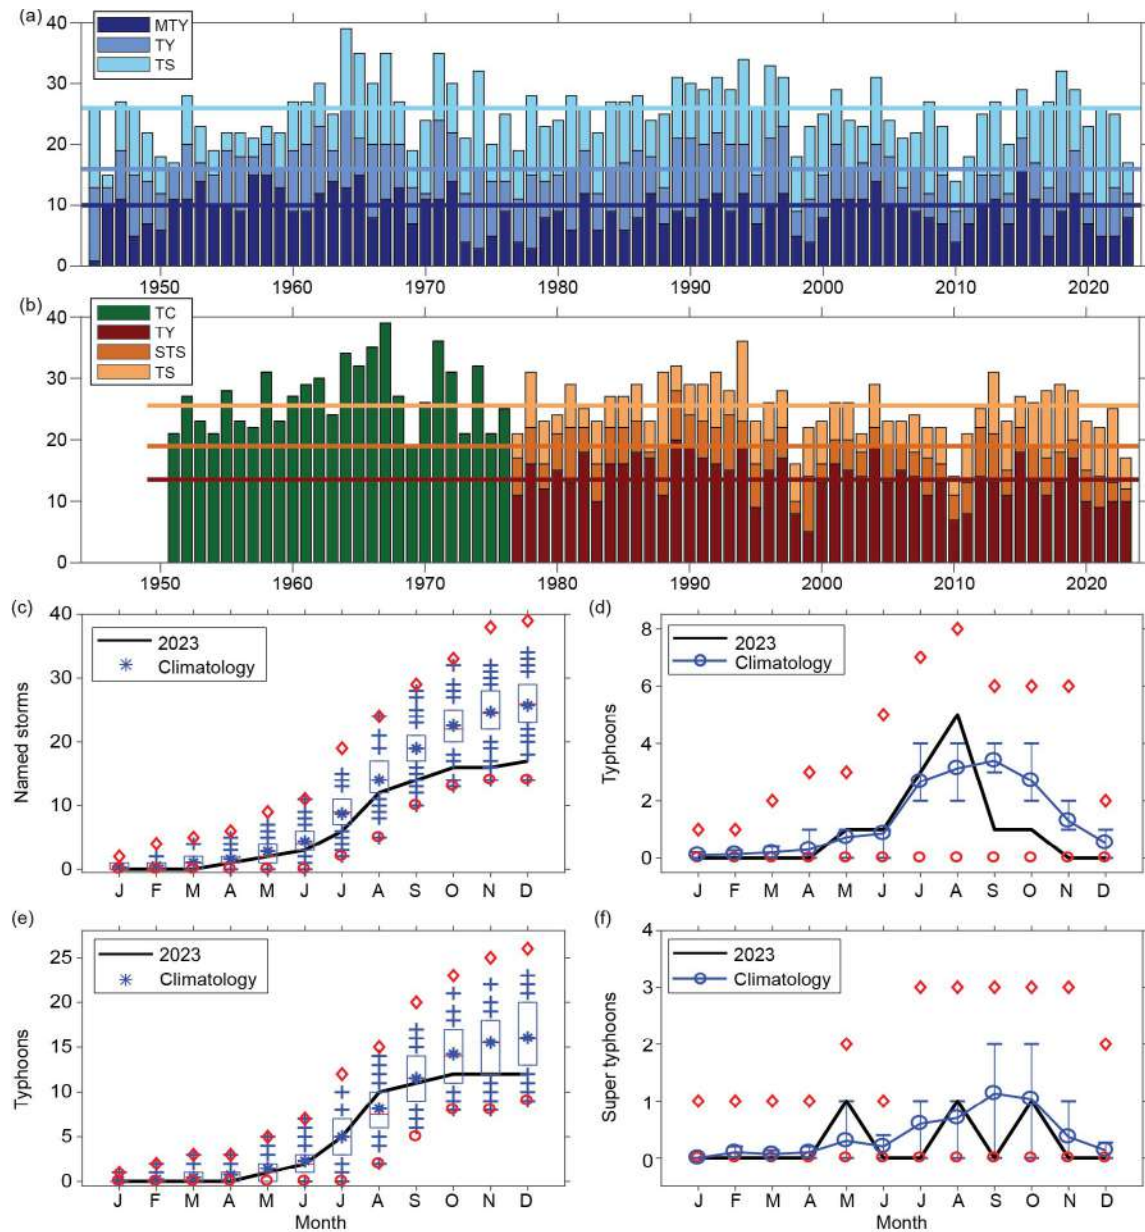 (a)
MTY
TY
TS
40
30
20
10
0
1950 1960 1970 1980 1990 2000 2010 2020
(b)
TC
TY
STS
TS
40
30
20
10
0
1950 1960 1970 1980 1990 2000 2010 2020
(c)
2023
Climatology
Named storms
40
30
20
10
0
J F M A M J J A S O N D
(d)
2023
Climatology
Typhoons
8
6
4
2
0
J F M A M J J A S O N D
(e)
2023
Climatology
Typhoons
25
20
15
10
5
0
J F M A M J J A S O N D
Month
(f)
2023
Climatology
Super typhoons
4
3
2
1
0
J F M A M J J A S O N D
Month